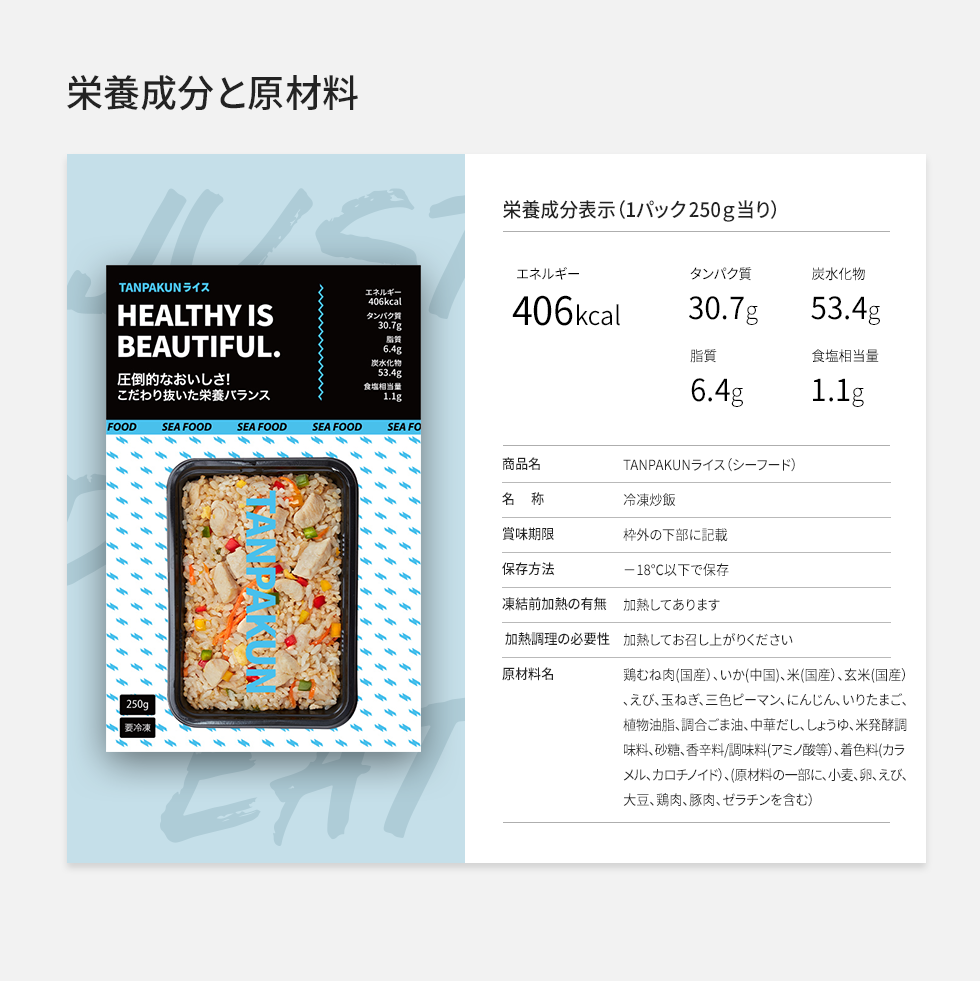 栄養成分と原材料
JUST
EAT
TANPAKUNライス
HEALTHY IS
BEAUTIFUL.
圧倒的なおいしさ!
こだわり抜いた栄養バランス
エネルギー
406kcal
タンパク質
30.7g
脂質
6.4g
炭水化物
53.4g
食塩相当量
1.1g
FOOD SEA FOOD SEA FOOD SEA FOOD SEA FO
TANPAKUN
250g
要冷凍
栄養成分表示(1パック250g当り)
エネルギー
406kcal
タンパク質 炭水化物
30.7g 53.4g
脂質 食塩相当量
6.4g 1.1g
商品名 TANPAKUNライス(シーフード)
名 称 冷凍炒飯
賞味期限 枠外の下部に記載
保存方法 −18℃以下で保存
凍結前加熱の有無 加熱してあります
加熱調理の必要性 加熱してお召し上がりください
原材料名 鶏むね肉(国産)、いか(中国)、米(国産)、玄米(国産)
、えび、玉ねぎ、三色ピーマン、にんじん、いりたまご、
植物油脂、調合ごま油、中華だし、しょうゆ、米発酵調
味料、砂糖、香辛料/調味料(アミノ酸等)、着色料(カラ
メル、カロチノイド)、(原材料の一部に、小麦、卵、えび、
大豆、鶏肉、豚肉、ゼラチンを含む)